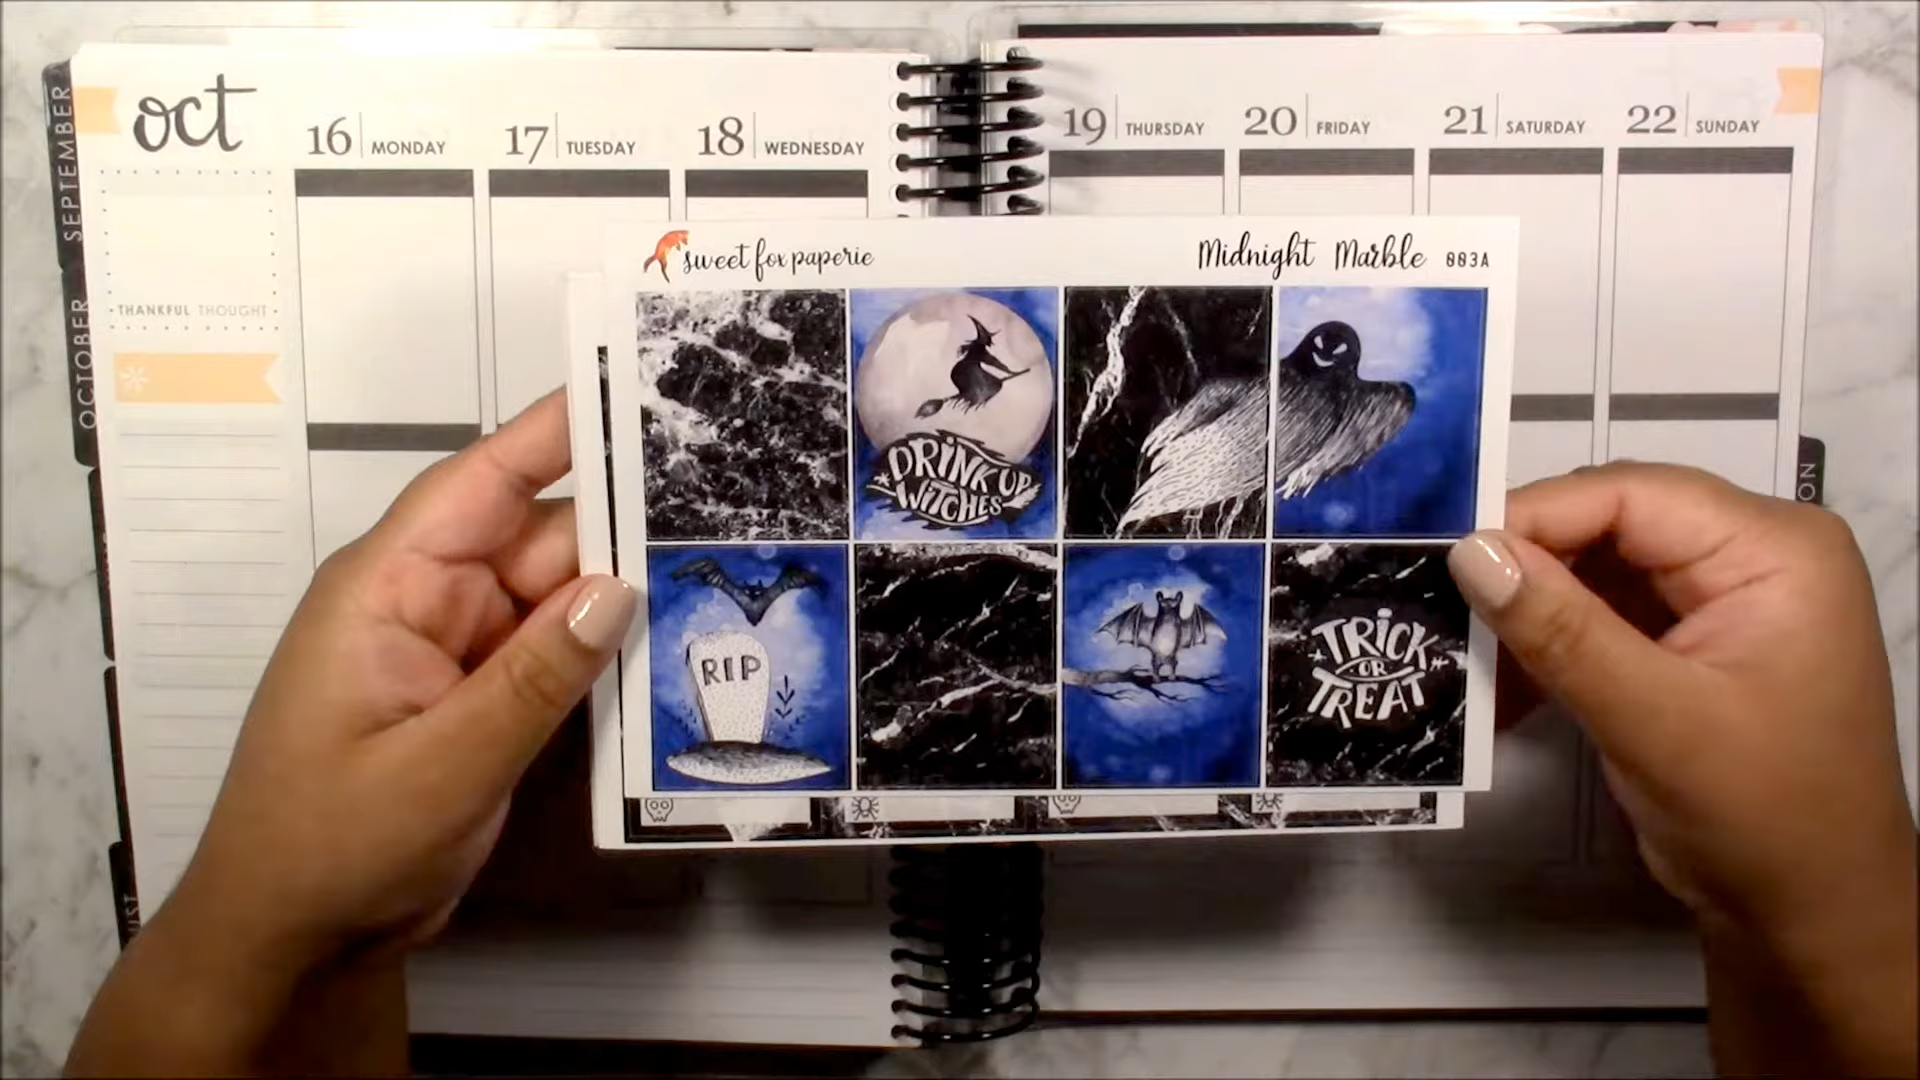 oct
16 MONDAY
17 TUESDAY
18 WEDNESDAY
19 THURSDAY
20 FRIDAY
21 SATURDAY
22 SUNDAY
SEPTEMBER
OCTOBER
THANKFUL THOUGHT
sweet fox paperie
Midnight Marble 003A
DRINK UP
WITCHES
RIP
TRICK
OR
TREAT